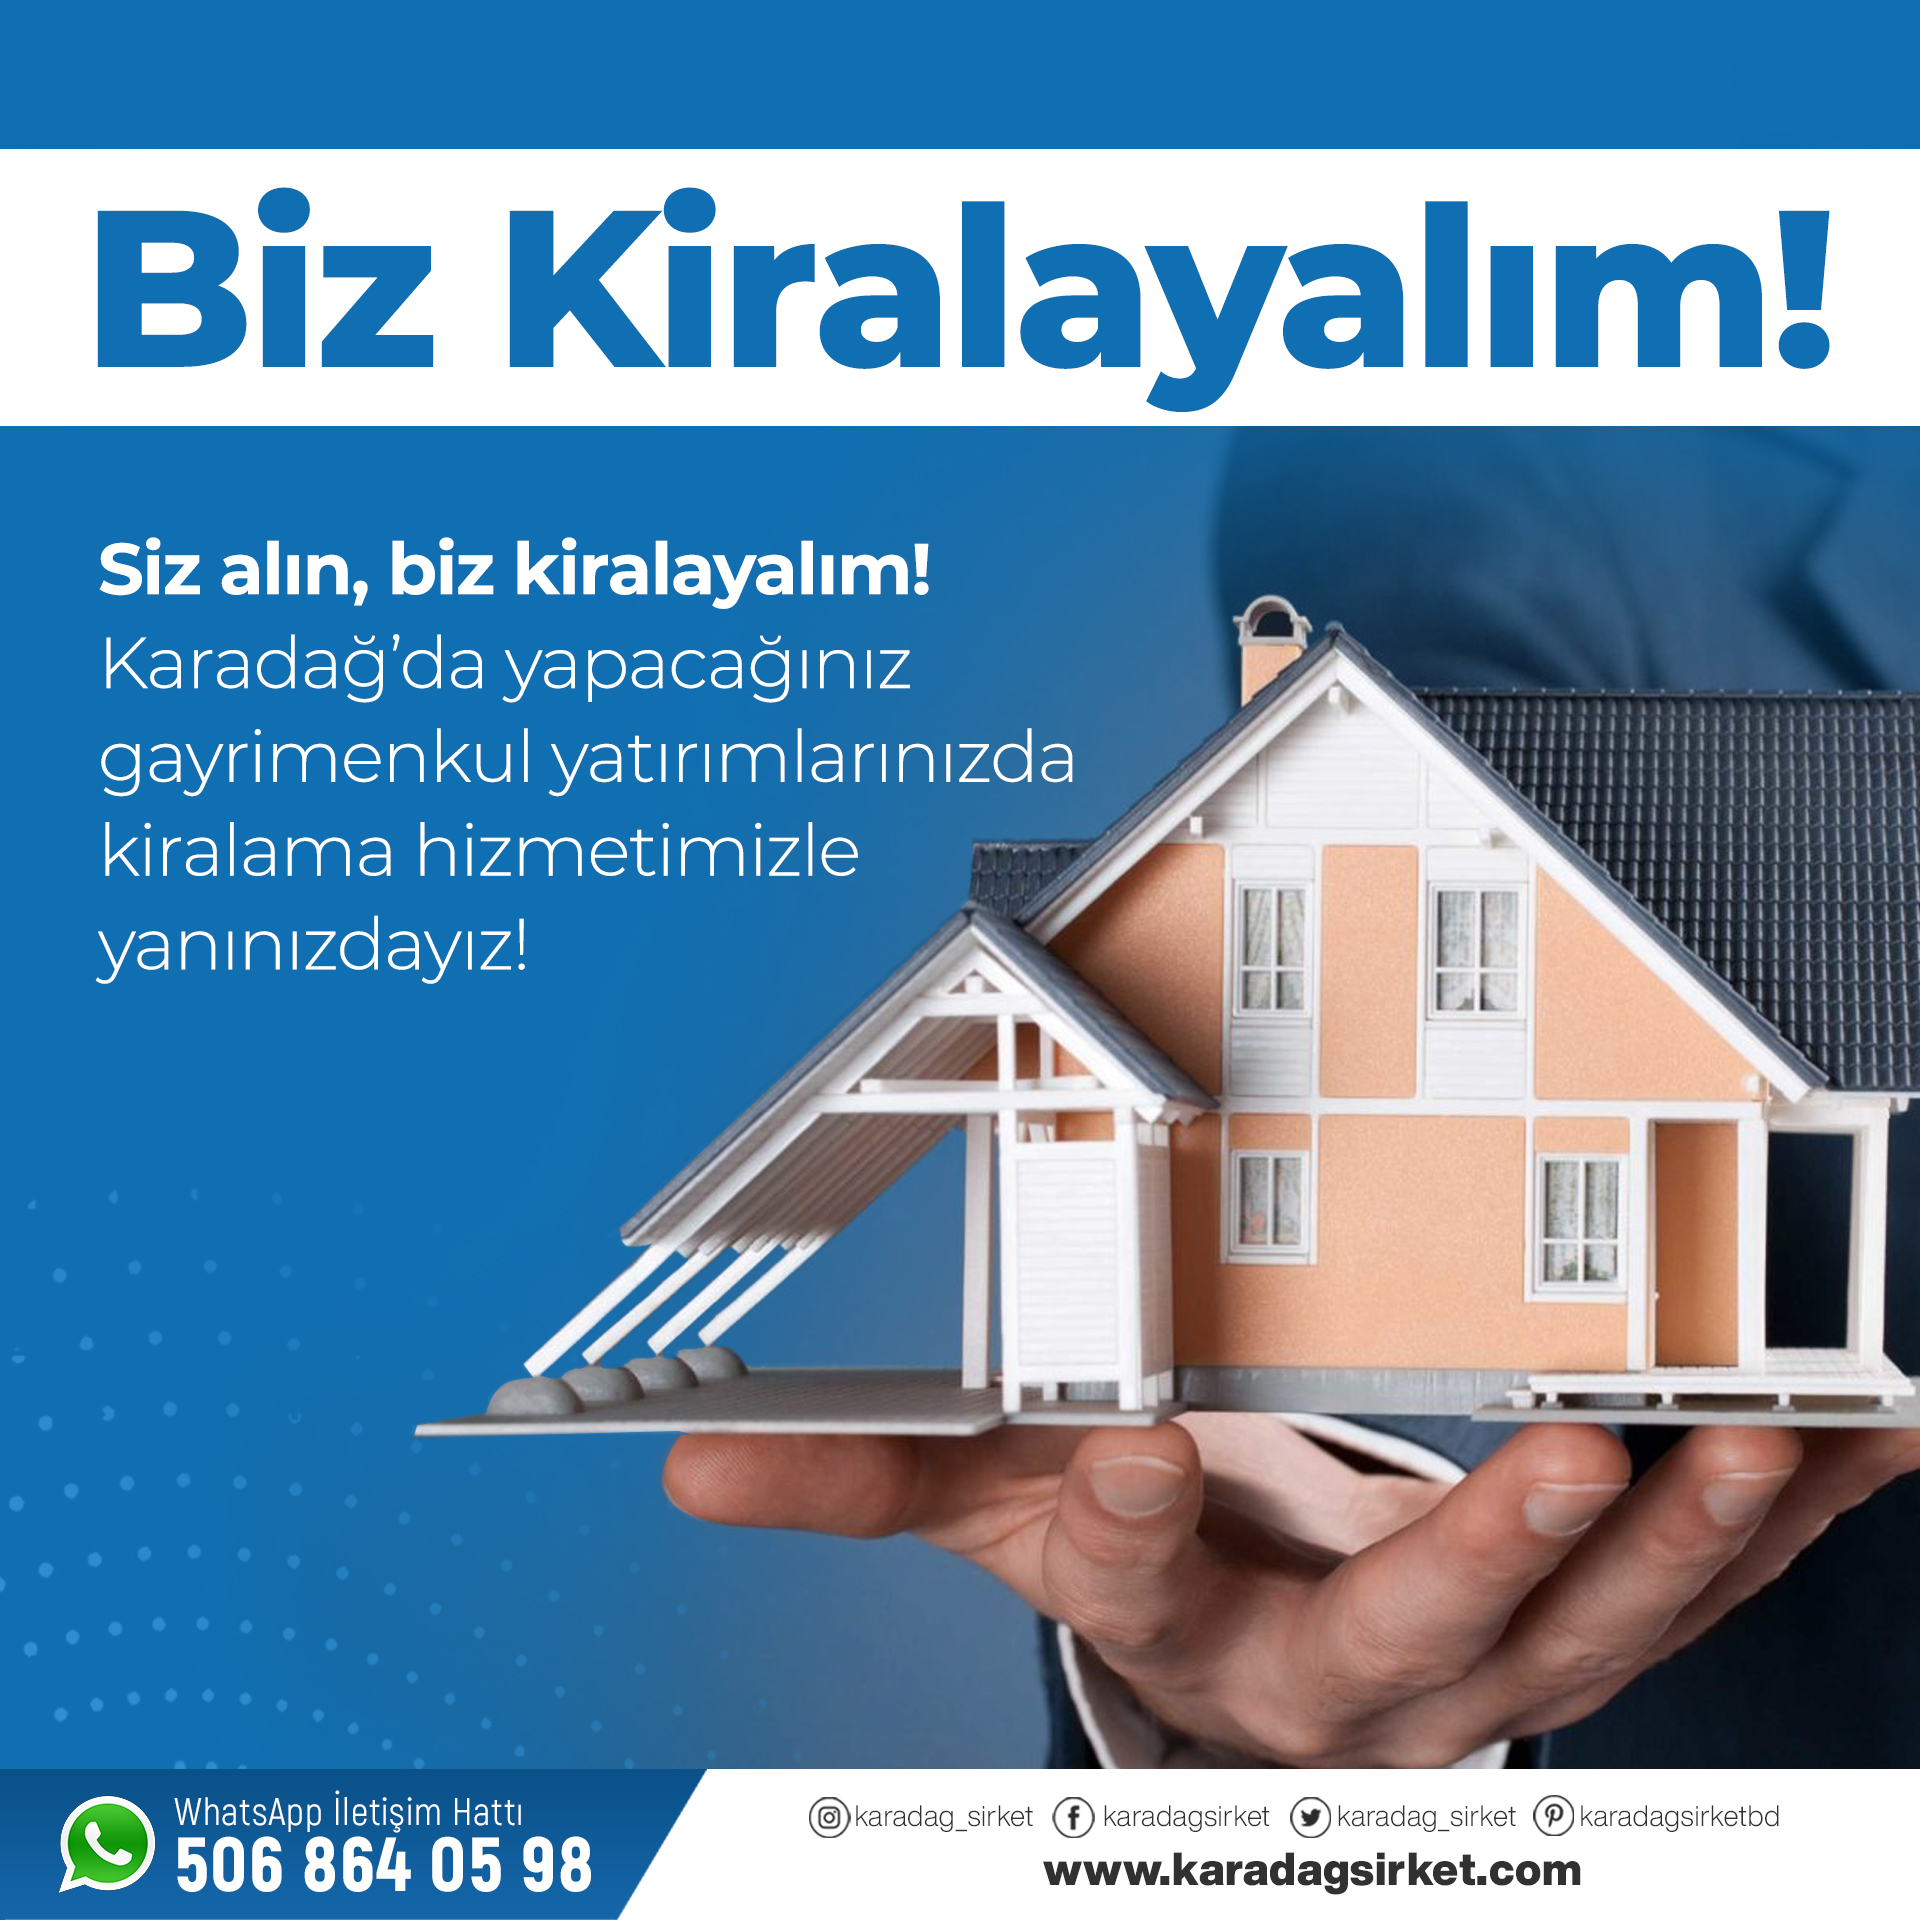 Biz Kiralayalım!
Siz alın, biz kiralayalım!
Karadağ'da yapacağınız
gayrimenkul yatırımlarınızda
kiralama hizmetimizle
yanınızdayız!
WhatsApp İletişim Hattı
506 864 05 98
karadag_sirket karadagsirket karadag_sirket karadagsirketbd
www.karadagsirket.com